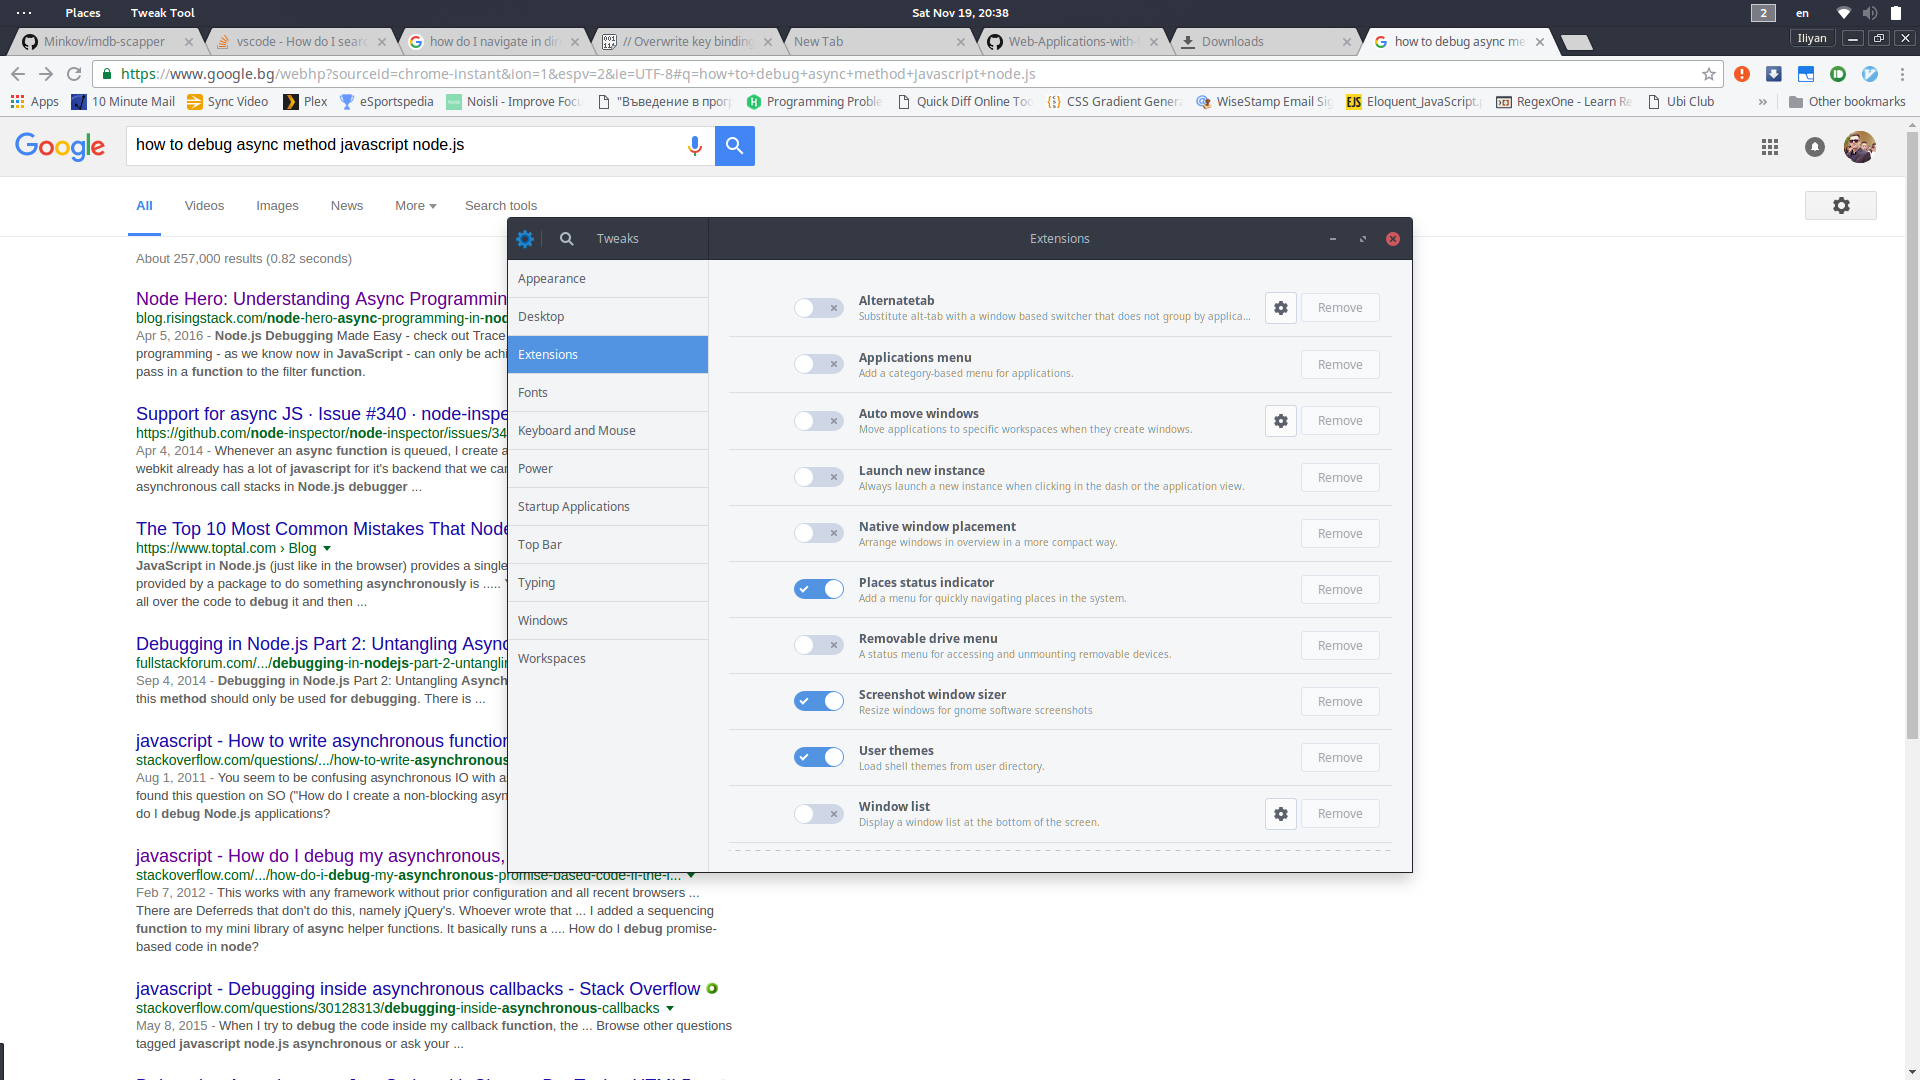 Places
Tweak Tool
Sat Nov 19, 20:38
2
en
Minkov/imdb-scapper
vscode - How do I sear
how do I navigate in dir
// Overwrite key binding
New Tab
Web-Applications-with-
Downloads
how to debug async me
Iliyan
https://www.google.bg/webhp?sourceid=chrome-instant&ion=1&espv=2&ie=UTF-8#q=how+to+debug+async+method+javascript+node.js
Apps
10 Minute Mail
Sync Video
Plex
eSportspedia
Noisli - Improve Focu
"Въведение в прог
Programming Proble
Quick Diff Online Too
CSS Gradient Genera
WiseStamp Email Sig
EJS
Eloquent_JavaScript.
RegexOne - Learn Re
Ubi Club
»
Other bookmarks
Google
how to debug async method javascript node.js
All
Videos
Images
News
More
Search tools
About 257,000 results (0.82 seconds)
Node Hero: Understanding Async Programmin
blog.risingstack.com/node-hero-async-programming-in-nod
Apr 5, 2016 - Node.js Debugging Made Easy - check out Trace
programming - as we know now in JavaScript - can only be achi
pass in a function to the filter function.
Support for async JS · Issue #340 · node-inspe
https://github.com/node-inspector/node-inspector/issues/34
Apr 4, 2014 - Whenever an async function is queued, I create a
webkit already has a lot of javascript for it's backend that we can
asynchronous call stacks in Node.js debugger ...
The Top 10 Most Common Mistakes That Node
https://www.toptal.com › Blog
JavaScript in Node.js (just like in the browser) provides a single
provided by a package to do something asynchronously is .....
all over the code to debug it and then ...
Debugging in Node.js Part 2: Untangling Async
fullstackforum.com/.../debugging-in-nodejs-part-2-untanglin
Sep 4, 2014 - Debugging in Node.js Part 2: Untangling Asynch
this method should only be used for debugging. There is ...
javascript - How to write asynchronous function
stackoverflow.com/questions/.../how-to-write-asynchronous
Aug 1, 2011 - You seem to be confusing asynchronous IO with as
found this question on SO ("How do I create a non-blocking asyn
do I debug Node.js applications?
javascript - How do I debug my asynchronous,
stackoverflow.com/.../how-do-i-debug-my-asynchronous-promise-based-code-if-the-i...
Feb 7, 2012 - This works with any framework without prior configuration and all recent browsers ...
There are Deferreds that don't do this, namely jQuery's. Whoever wrote that ... I added a sequencing
function to my mini library of async helper functions. It basically runs a .... How do I debug promise-
based code in node?
javascript - Debugging inside asynchronous callbacks - Stack Overflow
stackoverflow.com/questions/30128313/debugging-inside-asynchronous-callbacks
May 8, 2015 - When I try to debug the code inside my callback function, the ... Browse other questions
tagged javascript node.js asynchronous or ask your ...
Tweaks
Extensions
Appearance
Desktop
Extensions
Fonts
Keyboard and Mouse
Power
Startup Applications
Top Bar
Typing
Windows
Workspaces
Alternatetab
Substitute alt-tab with a window based switcher that does not group by applica...
Remove
Applications menu
Add a category-based menu for applications.
Remove
Auto move windows
Move applications to specific workspaces when they create windows.
Remove
Launch new instance
Always launch a new instance when clicking in the dash or the application view.
Remove
Native window placement
Arrange windows in overview in a more compact way.
Remove
Places status indicator
Add a menu for quickly navigating places in the system.
Remove
Removable drive menu
A status menu for accessing and unmounting removable devices.
Remove
Screenshot window sizer
Resize windows for gnome software screenshots
Remove
User themes
Load shell themes from user directory.
Remove
Window list
Display a window list at the bottom of the screen.
Remove